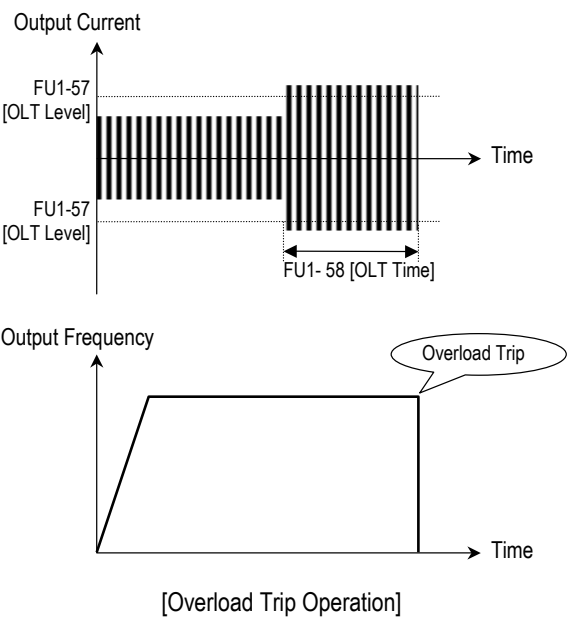 Output Current
FU1-57
[OLT Level]
Time
FU1-57
[OLT Level]
FU1- 58 [OLT Time]
Output Frequency
Overload Trip
Time
[Overload Trip Operation]